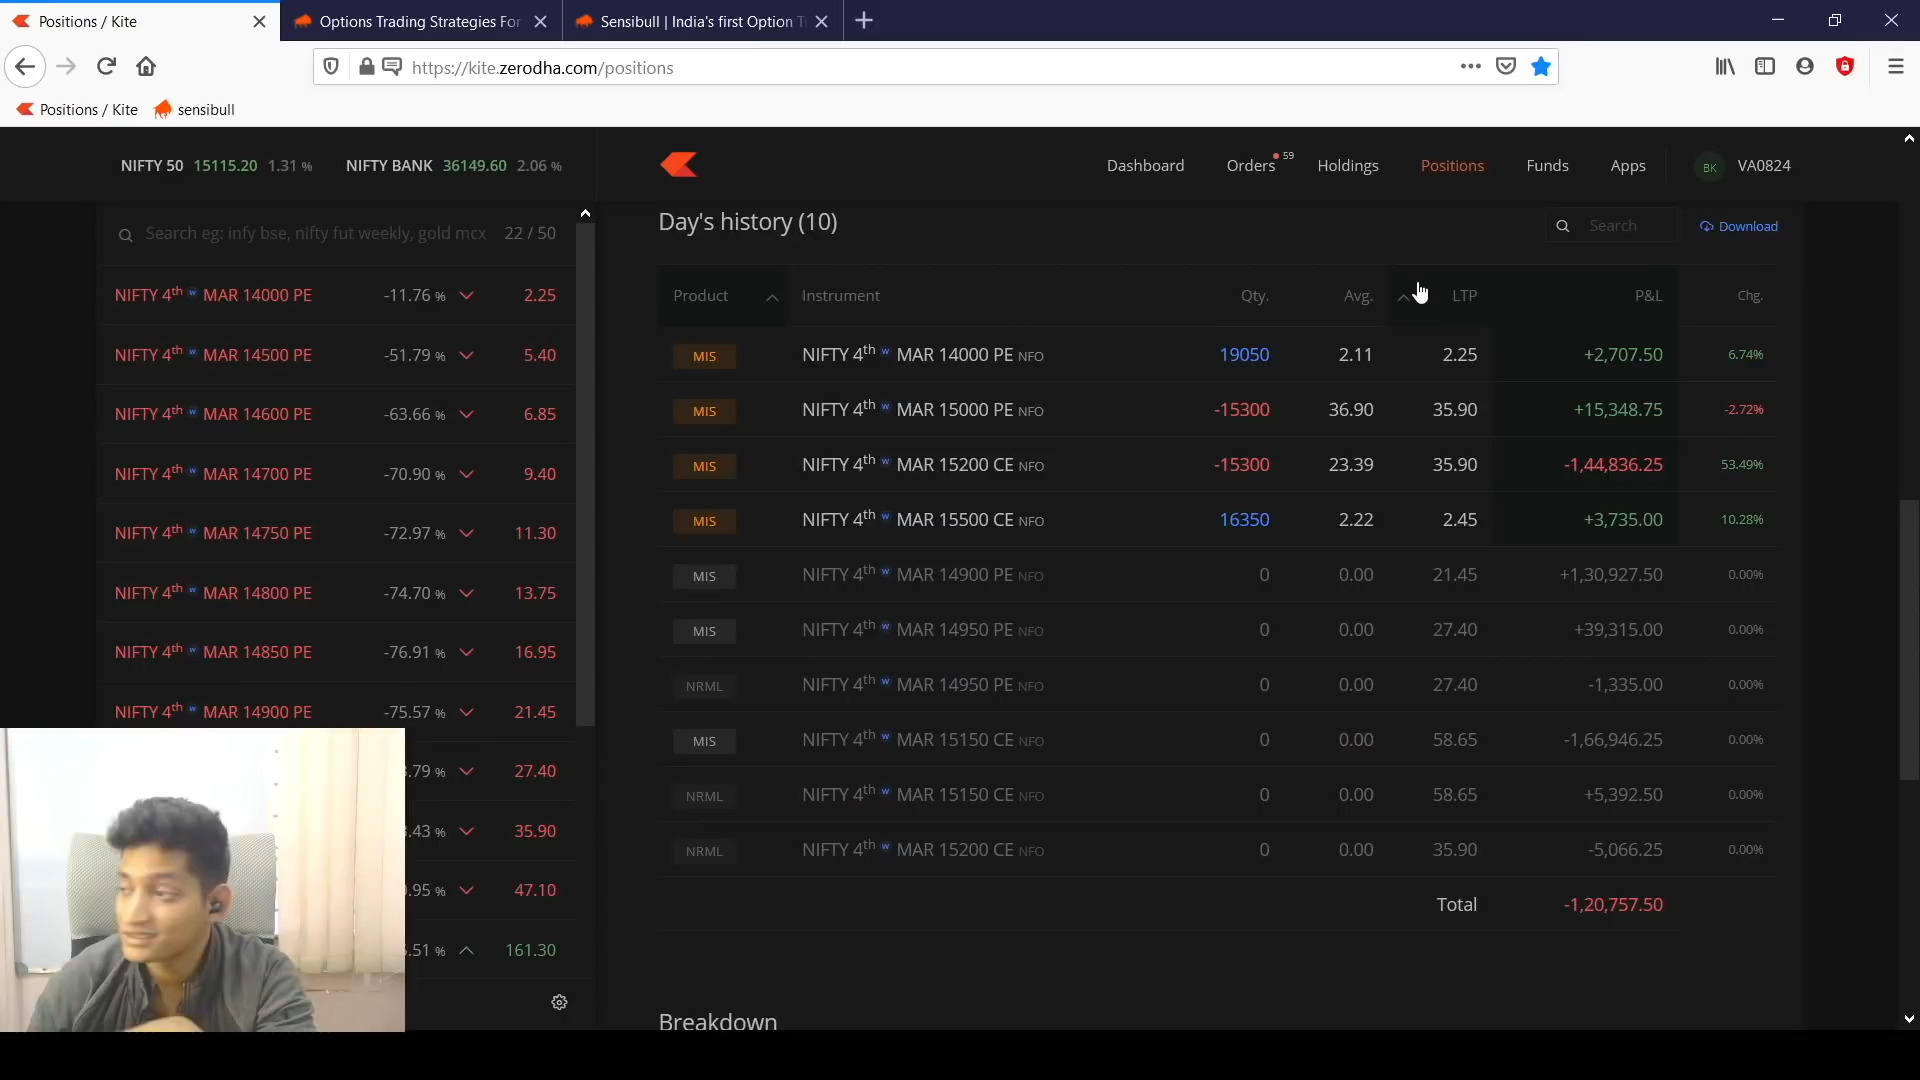 Positions / Kite
Options Trading Strategies For
Sensibull | India's first Option T
https://kite.zerodha.com/positions
Positions / Kite
sensibull
NIFTY 50 15115.20 1.31 %
NIFTY BANK 36149.60 2.06 %
Dashboard
Orders 59
Holdings
Positions
Funds
Apps
BK
VA0824
Search eg: infy bse, nifty fut weekly, gold mcx 22 / 50
NIFTY 4th w MAR 14000 PE -11.76 % 2.25
NIFTY 4th w MAR 14500 PE -51.79 % 5.40
NIFTY 4th w MAR 14600 PE -63.66 % 6.85
NIFTY 4th w MAR 14700 PE -70.90 % 9.40
NIFTY 4th w MAR 14750 PE -72.97 % 11.30
NIFTY 4th w MAR 14800 PE -74.70 % 13.75
NIFTY 4th w MAR 14850 PE -76.91 % 16.95
NIFTY 4th w MAR 14900 PE -75.57 % 21.45
.79 % 27.40
.43 % 35.90
.95 % 47.10
.51 % 161.30
Day's history (10)
Search
Download
Product Instrument Qty. Avg. LTP P&L Chg.
MIS NIFTY 4th w MAR 14000 PE NFO 19050 2.11 2.25 +2,707.50 6.74%
MIS NIFTY 4th w MAR 15000 PE NFO -15300 36.90 35.90 +15,348.75 -2.72%
MIS NIFTY 4th w MAR 15200 CE NFO -15300 23.39 35.90 -1,44,836.25 53.49%
MIS NIFTY 4th w MAR 15500 CE NFO 16350 2.22 2.45 +3,735.00 10.28%
MIS NIFTY 4th w MAR 14900 PE NFO 0 0.00 21.45 +1,30,927.50 0.00%
MIS NIFTY 4th w MAR 14950 PE NFO 0 0.00 27.40 +39,315.00 0.00%
NRML NIFTY 4th w MAR 14950 PE NFO 0 0.00 27.40 -1,335.00 0.00%
MIS NIFTY 4th w MAR 15150 CE NFO 0 0.00 58.65 -1,66,946.25 0.00%
NRML NIFTY 4th w MAR 15150 CE NFO 0 0.00 58.65 +5,392.50 0.00%
NRML NIFTY 4th w MAR 15200 CE NFO 0 0.00 35.90 -5,066.25 0.00%
Total -1,20,757.50
Breakdown